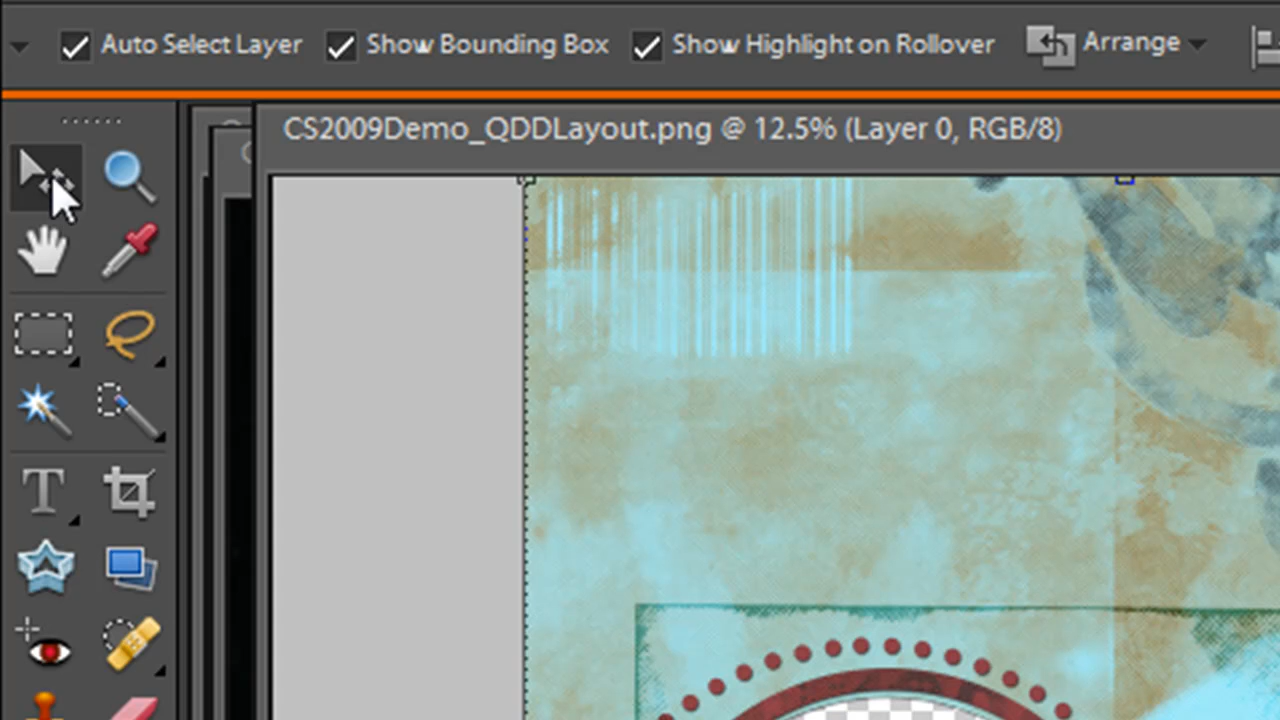 Auto Select Layer Show Bounding Box Show Highlight on Rollover Arrange
CS2009Demo_QDDLayout.png @ 12.5% (Layer 0, RGB/8)
T